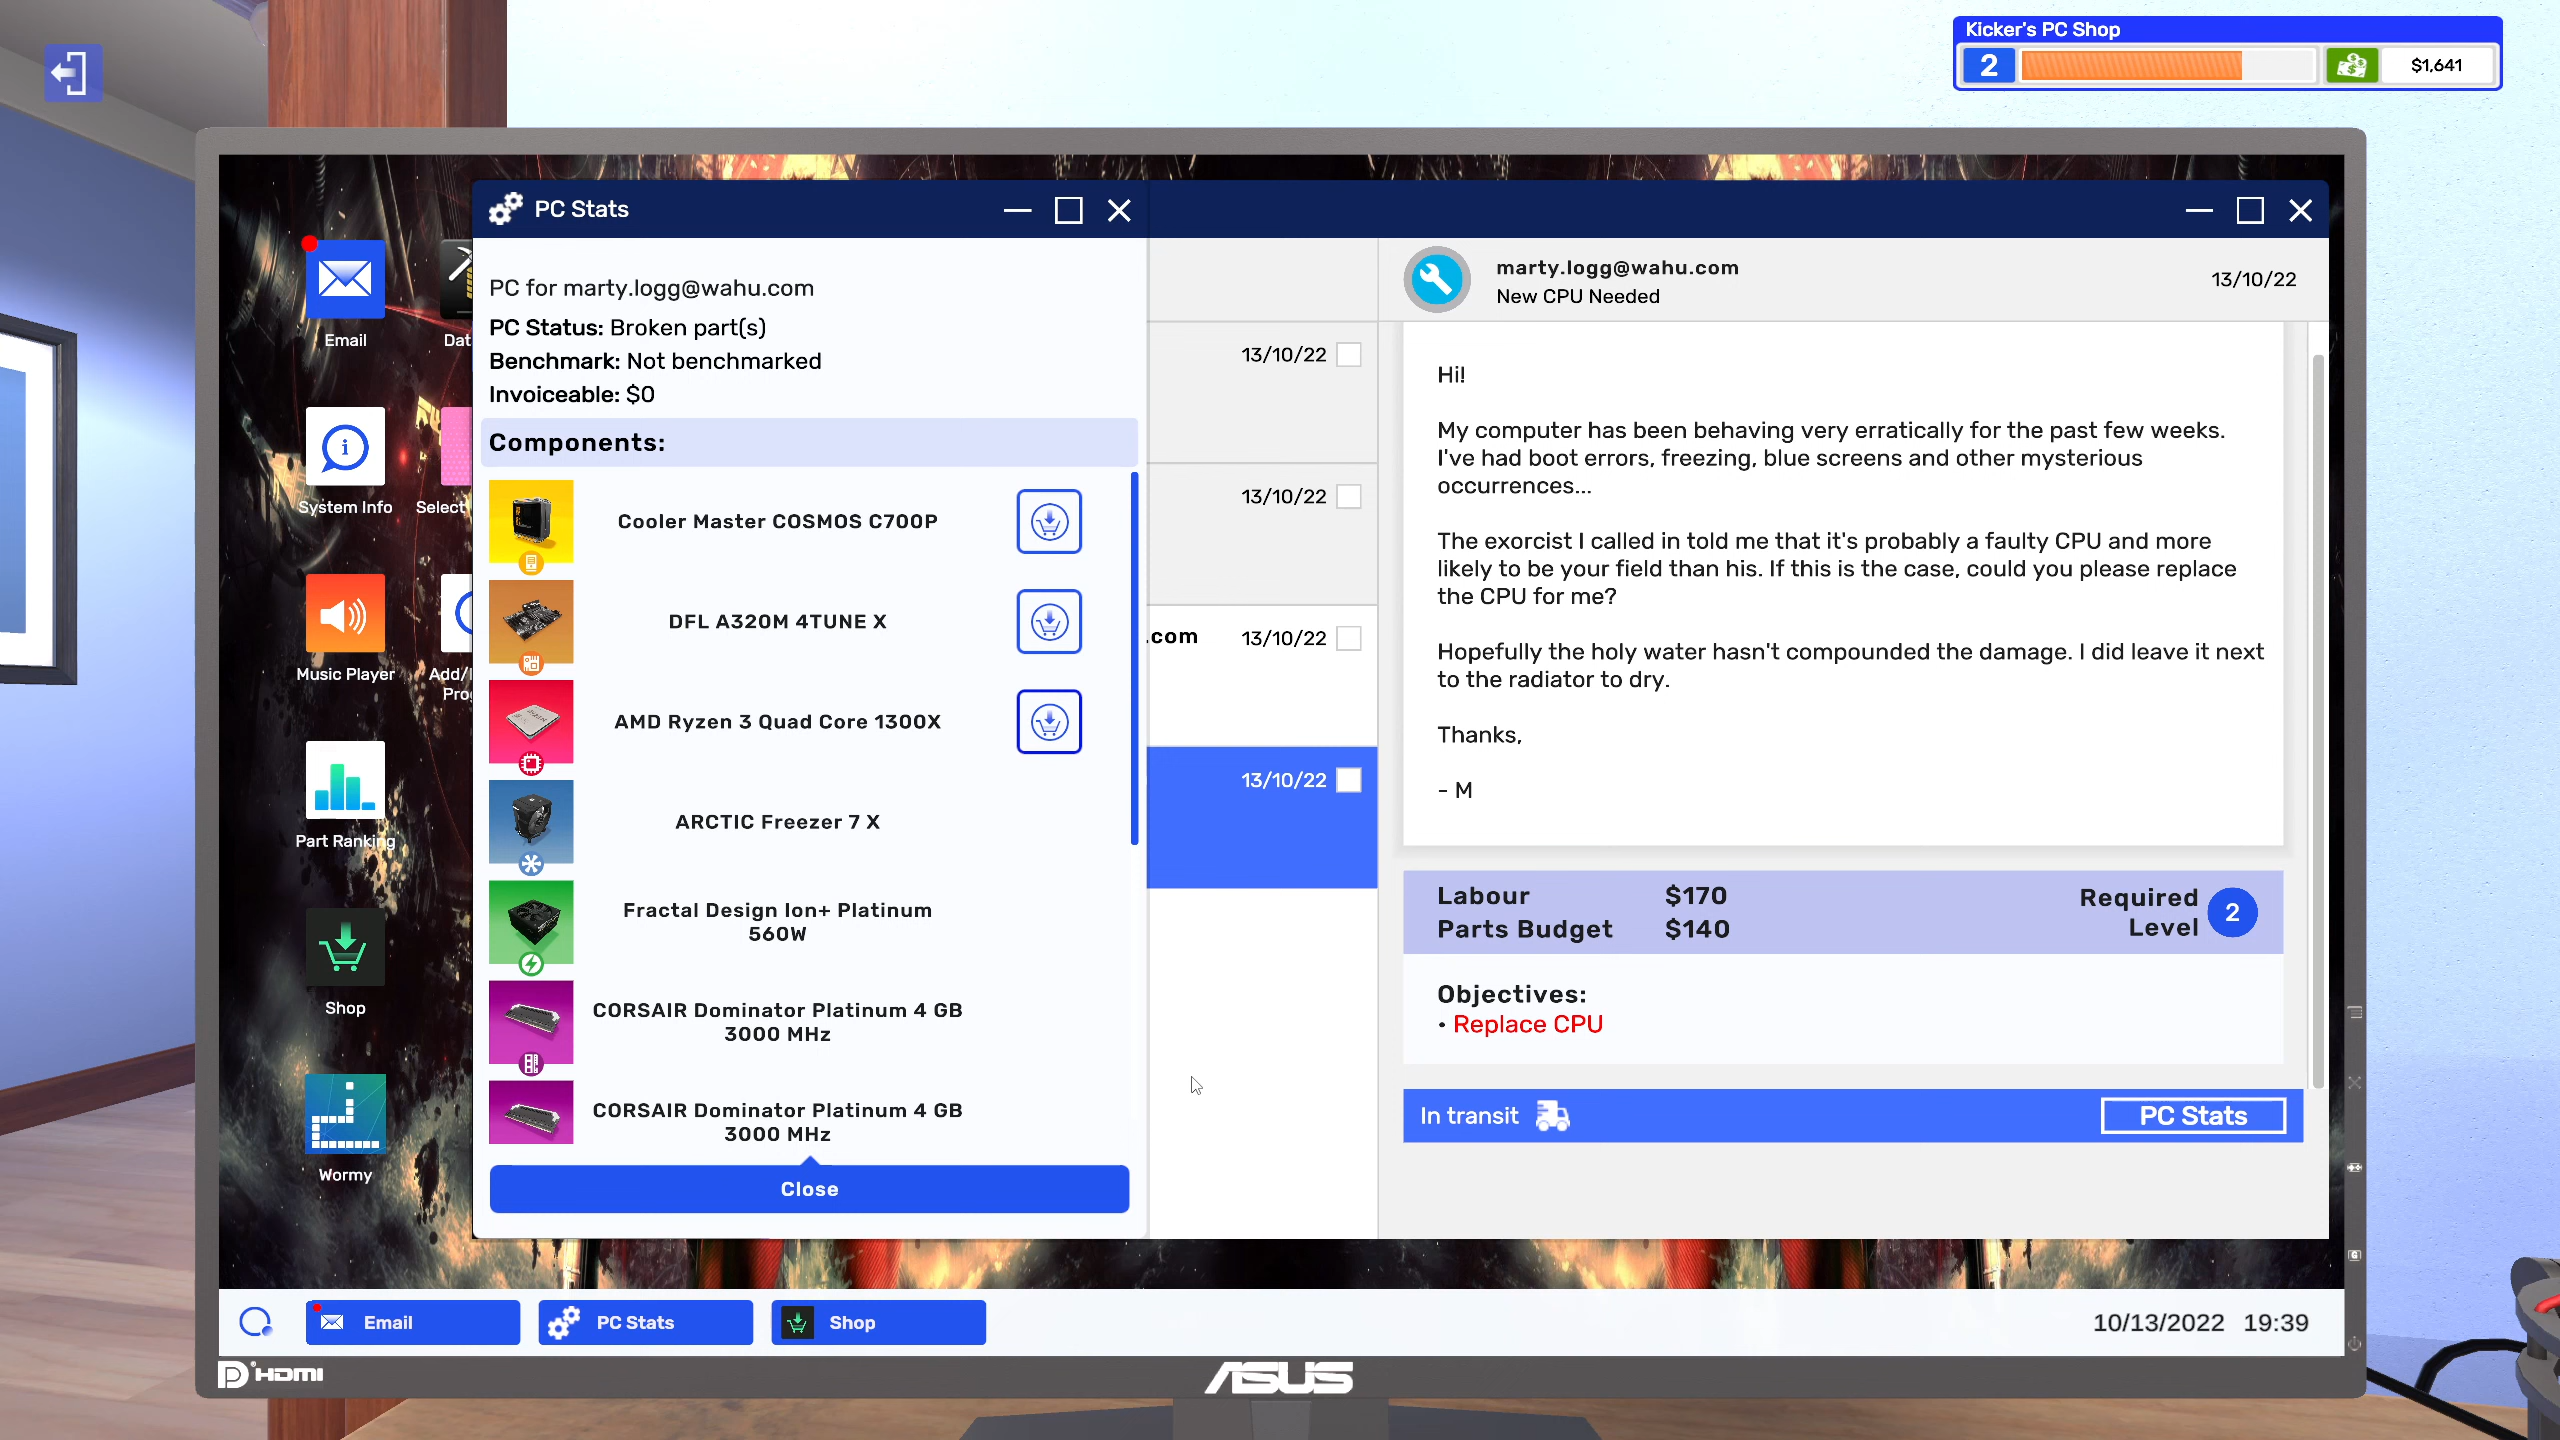 Kicker's PC Shop
2
$1,641
PC Stats
PC for marty.logg@wahu.com
PC Status: Broken part(s)
Benchmark: Not benchmarked
Invoiceable: $0
Components:
Cooler Master COSMOS C700P
DFL A320M 4TUNE X
AMD Ryzen 3 Quad Core 1300X
ARCTIC Freezer 7 X
Fractal Design Ion+ Platinum
560W
CORSAIR Dominator Platinum 4 GB
3000 MHz
CORSAIR Dominator Platinum 4 GB
3000 MHz
Close
Email
Dat
System Info
Select
Music Player
Add/
Pro
Part Ranking
Shop
Wormy
13/10/22
13/10/22
.com 13/10/22
13/10/22
marty.logg@wahu.com
New CPU Needed
13/10/22
Hi!
My computer has been behaving very erratically for the past few weeks.
I've had boot errors, freezing, blue screens and other mysterious
occurrences...
The exorcist I called in told me that it's probably a faulty CPU and more
likely to be your field than his. If this is the case, could you please replace
the CPU for me?
Hopefully the holy water hasn't compounded the damage. I did leave it next
to the radiator to dry.
Thanks,
- M
Labour $170
Parts Budget $140
Required
Level
2
Objectives:
• Replace CPU
In transit
PC Stats
Email
PC Stats
Shop
10/13/2022 19:39
HDMI
ASUS